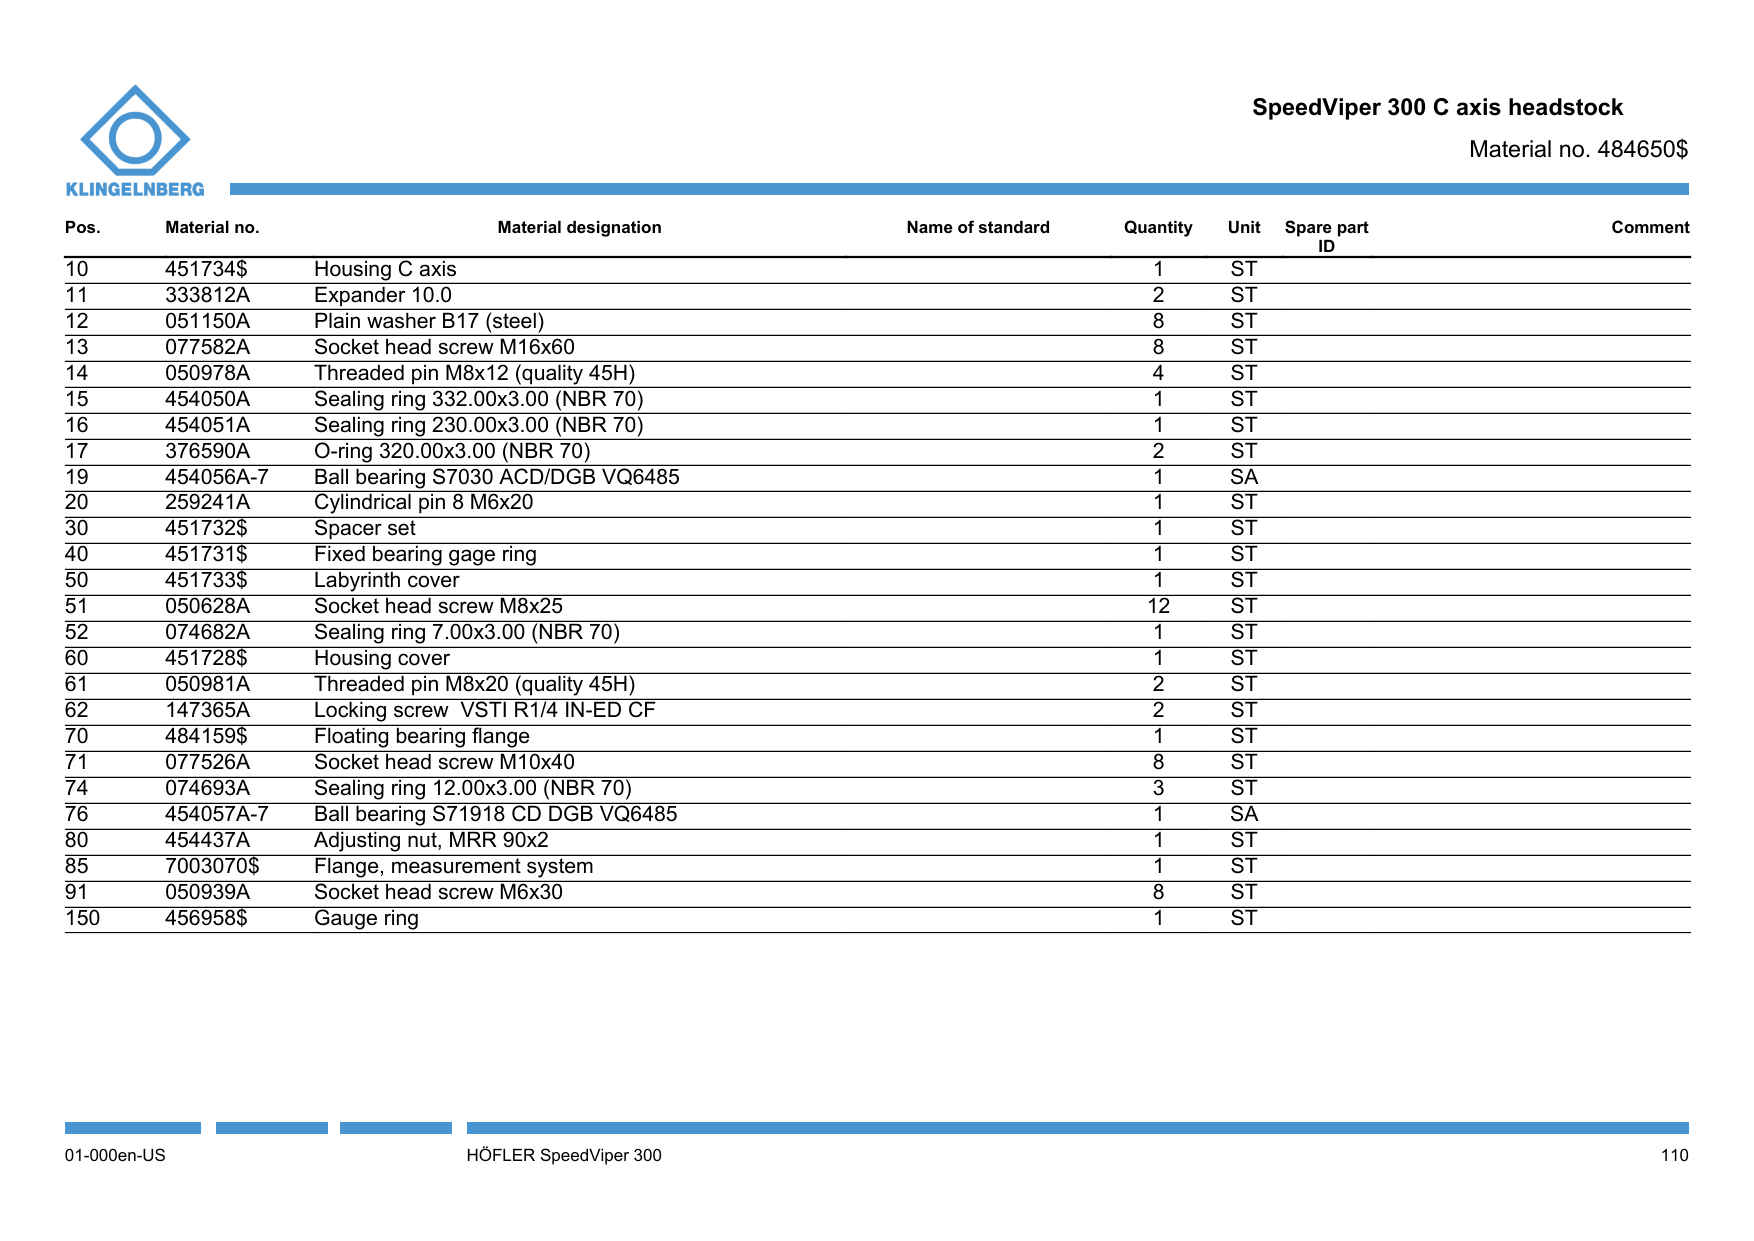 SpeedViper 300 C axis headstock
Material no. 484650$
KLINGELNBERG
Pos. Material no. Material designation Name of standard Quantity Unit Spare part ID Comment
10 451734$ Housing C axis 1 ST
11 333812A Expander 10.0 2 ST
12 051150A Plain washer B17 (steel) 8 ST
13 077582A Socket head screw M16x60 8 ST
14 050978A Threaded pin M8x12 (quality 45H) 4 ST
15 454050A Sealing ring 332.00x3.00 (NBR 70) 1 ST
16 454051A Sealing ring 230.00x3.00 (NBR 70) 1 ST
17 376590A O-ring 320.00x3.00 (NBR 70) 2 ST
19 454056A-7 Ball bearing S7030 ACD/DGB VQ6485 1 SA
20 259241A Cylindrical pin 8 M6x20 1 ST
30 451732$ Spacer set 1 ST
40 451731$ Fixed bearing gage ring 1 ST
50 451733$ Labyrinth cover 1 ST
51 050628A Socket head screw M8x25 12 ST
52 074682A Sealing ring 7.00x3.00 (NBR 70) 1 ST
60 451728$ Housing cover 1 ST
61 050981A Threaded pin M8x20 (quality 45H) 2 ST
62 147365A Locking screw  VSTI R1/4 IN-ED CF 2 ST
70 484159$ Floating bearing flange 1 ST
71 077526A Socket head screw M10x40 8 ST
74 074693A Sealing ring 12.00x3.00 (NBR 70) 3 ST
76 454057A-7 Ball bearing S71918 CD DGB VQ6485 1 SA
80 454437A Adjusting nut, MRR 90x2 1 ST
85 7003070$ Flange, measurement system 1 ST
91 050939A Socket head screw M6x30 8 ST
150 456958$ Gauge ring 1 ST
01-000en-US HÖFLER SpeedViper 300 110